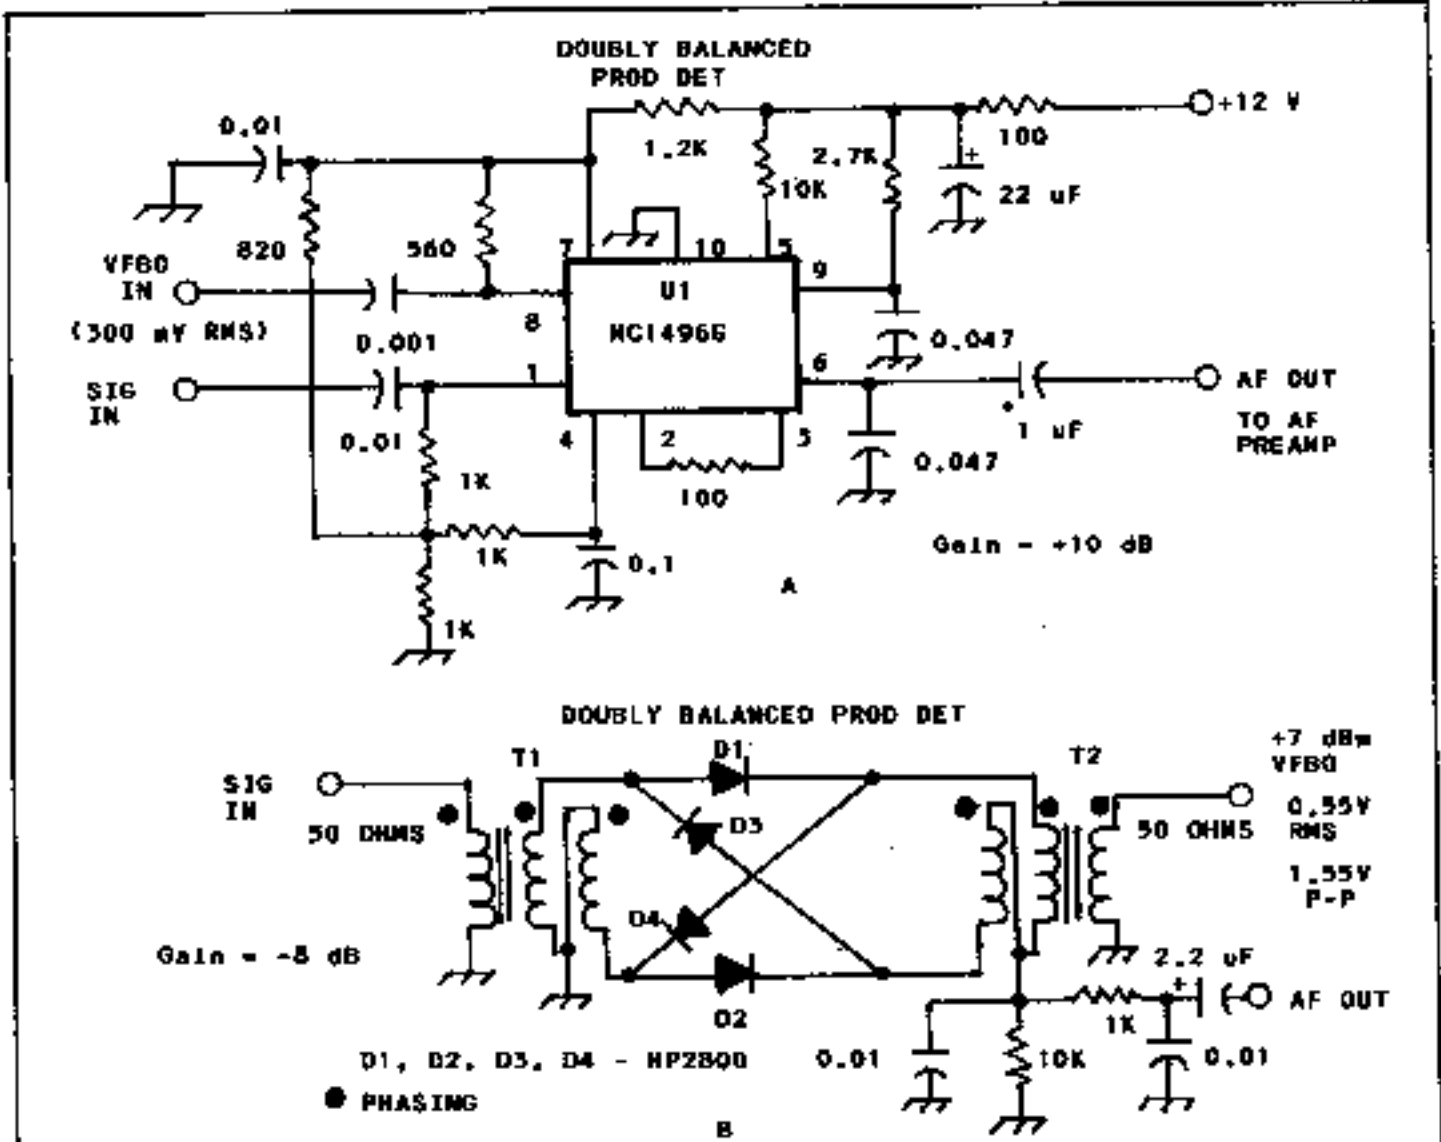 DOUBLY BALANCED
PROD DET
0.01
1.2K
100
+12 V
2.7K
10K
22 uF
820
560
7
10
5
9
VFBO
IN
(300 mV RMS)
U1
MC1496G
8
0.001
0.047
6
SIG
IN
1
0.01
4
2
3
1 uF
AF OUT
TO AF
PREAMP
1K
100
0.047
1K
0.1
Gain - +10 dB
A
1K
DOUBLY BALANCED PROD DET
SIG
IN
T1
D1
T2
+7 dBm
VFBO
50 OHMS
D3
50 OHMS
0.55V
RMS
1.55V
P-P
D4
Gain = -8 dB
2.2 uF
+
AF OUT
D2
1K
D1, D2, D3, D4 - HP2800
0.01
10K
0.01
PHASING
B